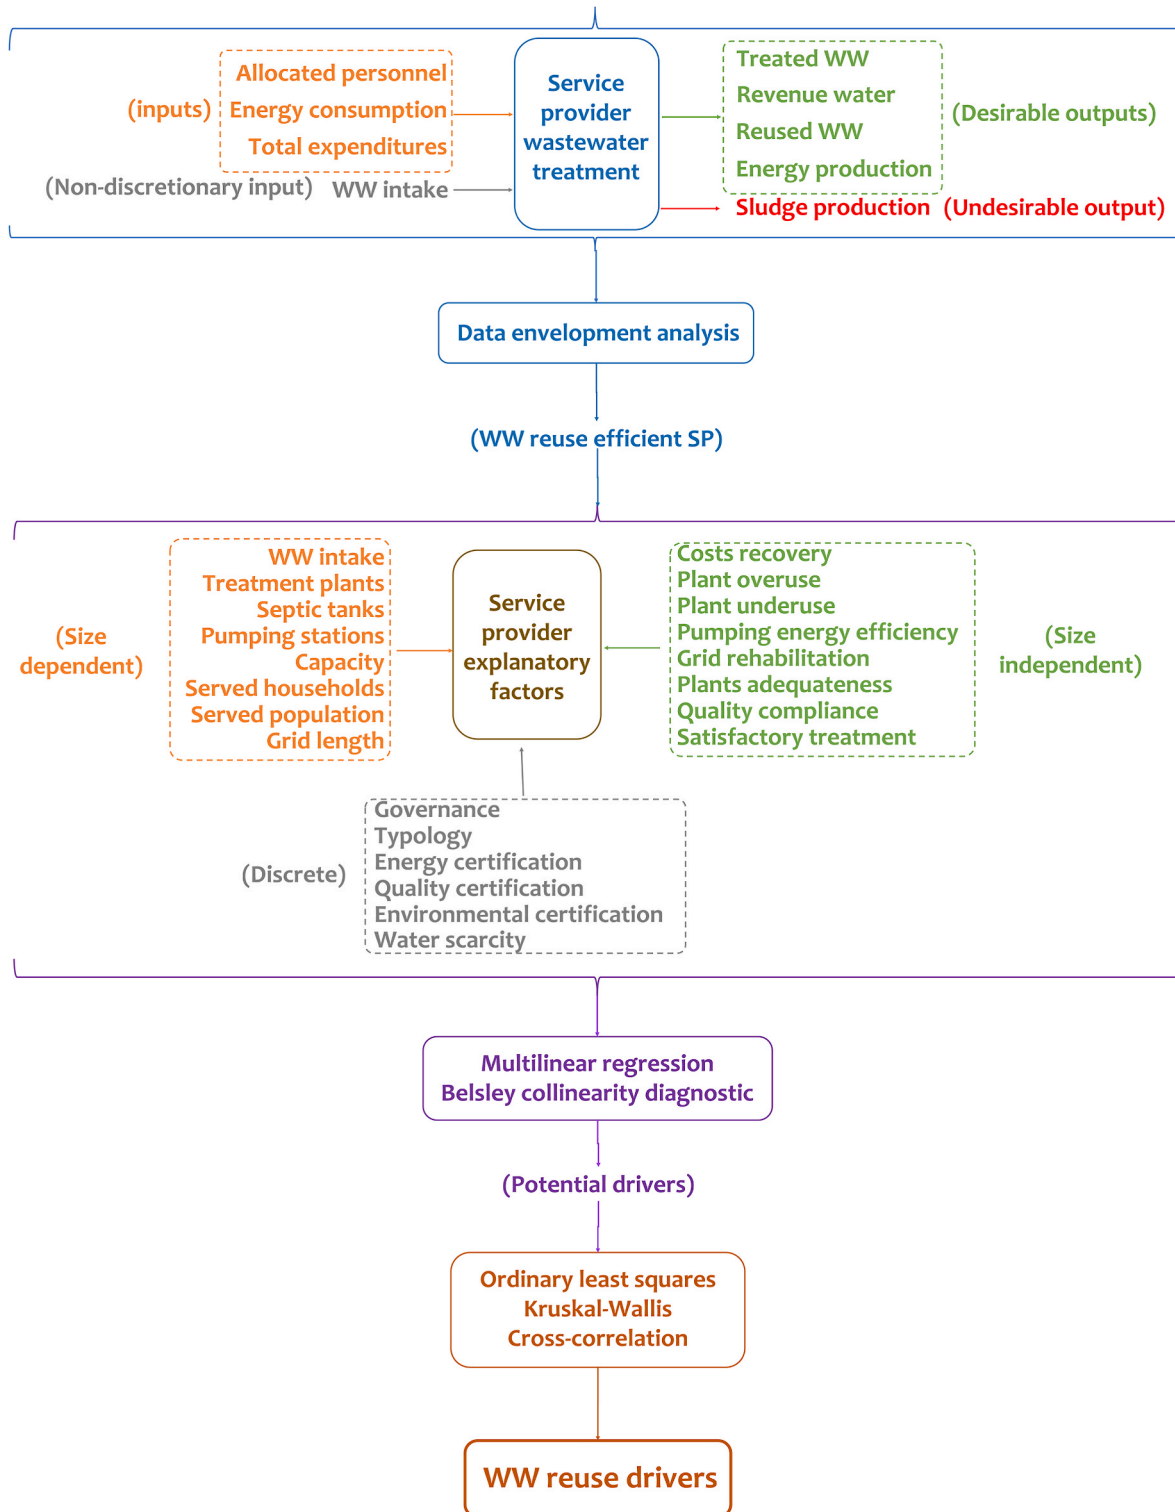 (inputs)
Allocated personnel
Energy consumption
Total expenditures
(Non-discretionary input)
WW intake
Service
provider
wastewater
treatment
Treated WW
Revenue water
Reused WW
Energy production
(Desirable outputs)
Sludge production
(Undesirable output)
Data envelopment analysis
(WW reuse efficient SP)
(Size
dependent)
WW intake
Treatment plants
Septic tanks
Pumping stations
Capacity
Served households
Served population
Grid length
Service
provider
explanatory
factors
Costs recovery
Plant overuse
Plant underuse
Pumping energy efficiency
Grid rehabilitation
Plants adequateness
Quality compliance
Satisfactory treatment
(Size
independent)
(Discrete)
Governance
Typology
Energy certification
Quality certification
Environmental certification
Water scarcity
Multilinear regression
Belsley collinearity diagnostic
(Potential drivers)
Ordinary least squares
Kruskal-Wallis
Cross-correlation
WW reuse drivers